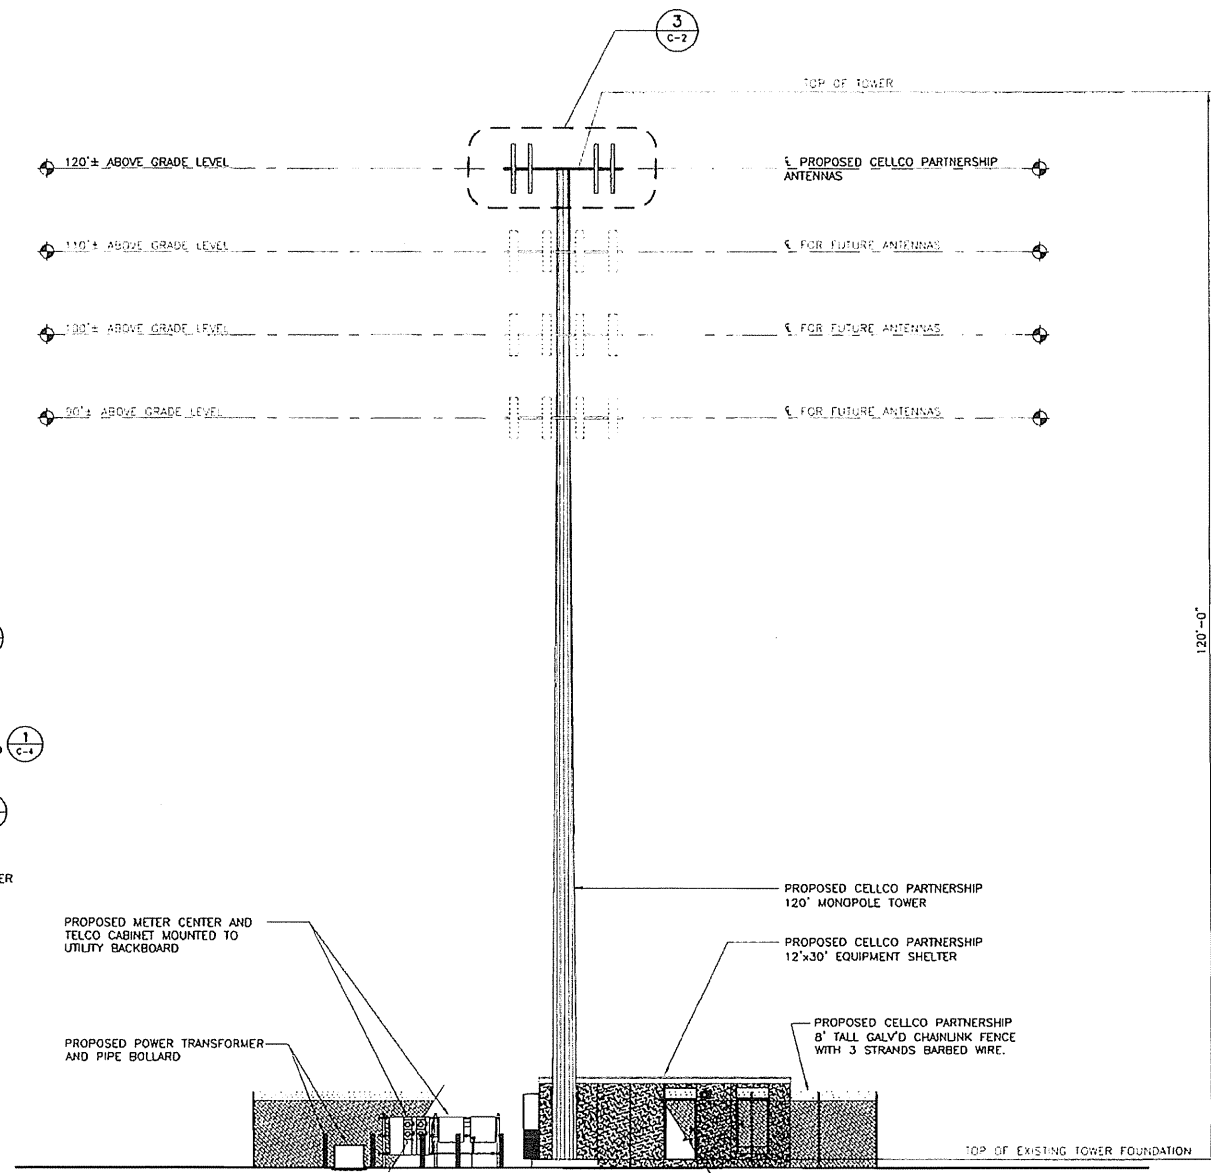 3
C-2
TOP OF TOWER
120'± ABOVE GRADE LEVEL
℄ PROPOSED CELLCO PARTNERSHIP
ANTENNAS
110'± ABOVE GRADE LEVEL
℄ FOR FUTURE ANTENNAS
100'± ABOVE GRADE LEVEL
℄ FOR FUTURE ANTENNAS
90'± ABOVE GRADE LEVEL
℄ FOR FUTURE ANTENNAS
120'-0"
1
C-4
ER
PROPOSED CELLCO PARTNERSHIP
120' MONOPOLE TOWER
PROPOSED METER CENTER AND
TELCO CABINET MOUNTED TO
UTILITY BACKBOARD
PROPOSED CELLCO PARTNERSHIP
12'x30' EQUIPMENT SHELTER
PROPOSED CELLCO PARTNERSHIP
8' TALL GALV'D CHAINLINK FENCE
WITH 3 STRANDS BARBED WIRE.
PROPOSED POWER TRANSFORMER
AND PIPE BOLLARD
TOP OF EXISTING TOWER FOUNDATION